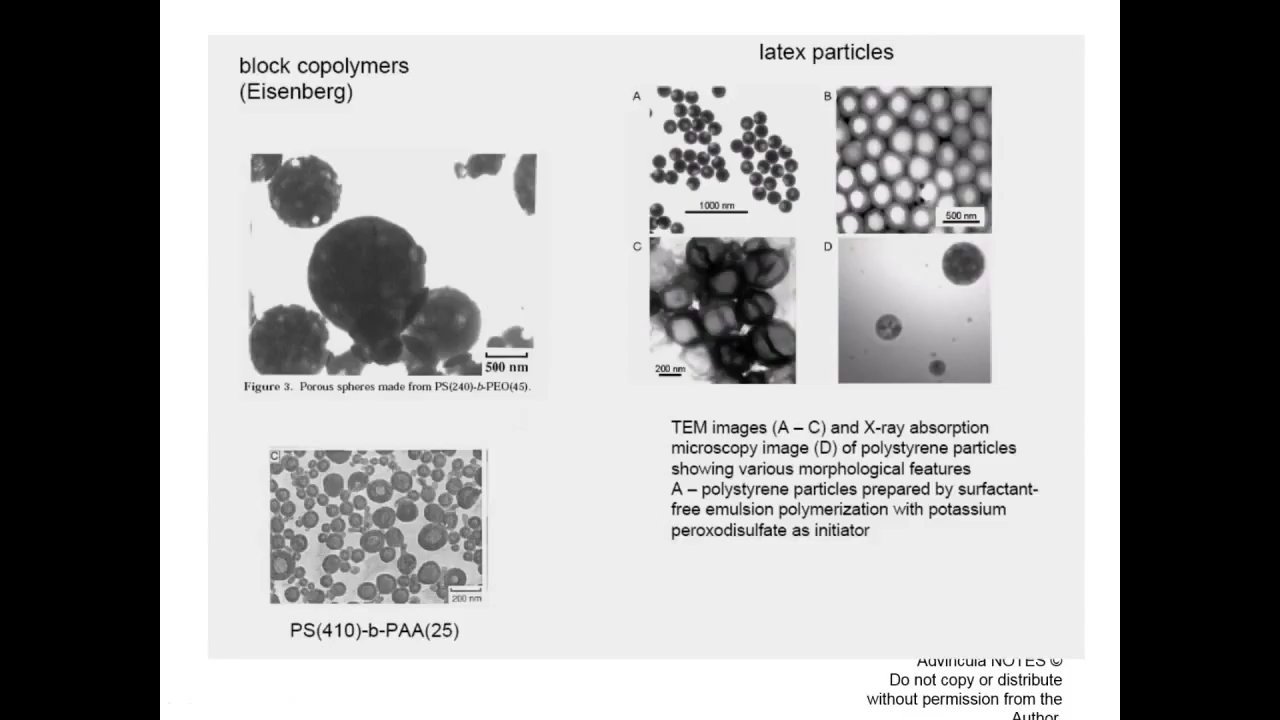 block copolymers
(Eisenberg)
500 nm
Figure 3. Porous spheres made from PS(240)-b-PEO(45).
C
200 nm
PS(410)-b-PAA(25)
latex particles
A
1000 nm
B
500 nm
C
200 nm
D
TEM images (A – C) and X-ray absorption
microscopy image (D) of polystyrene particles
showing various morphological features
A – polystyrene particles prepared by surfactant-
free emulsion polymerization with potassium
peroxodisulfate as initiator
Advincula NOTES ©
Do not copy or distribute
without permission from the
Author.